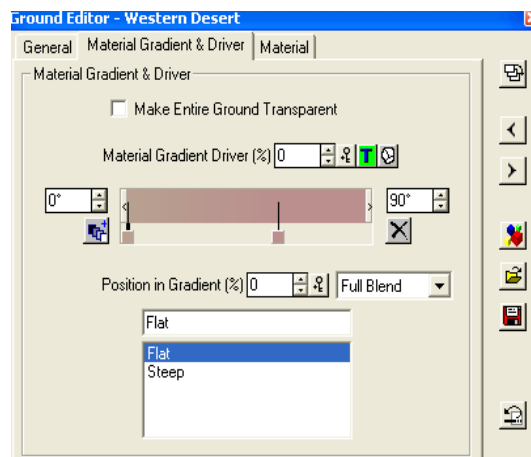 Ground Editor - Western Desert
General Material Gradient & Driver Material
Material Gradient & Driver
Make Entire Ground Transparent
Material Gradient Driver (%) 0 T
0° 90°
Position in Gradient (%) 0 Full Blend
Flat
Flat
Steep